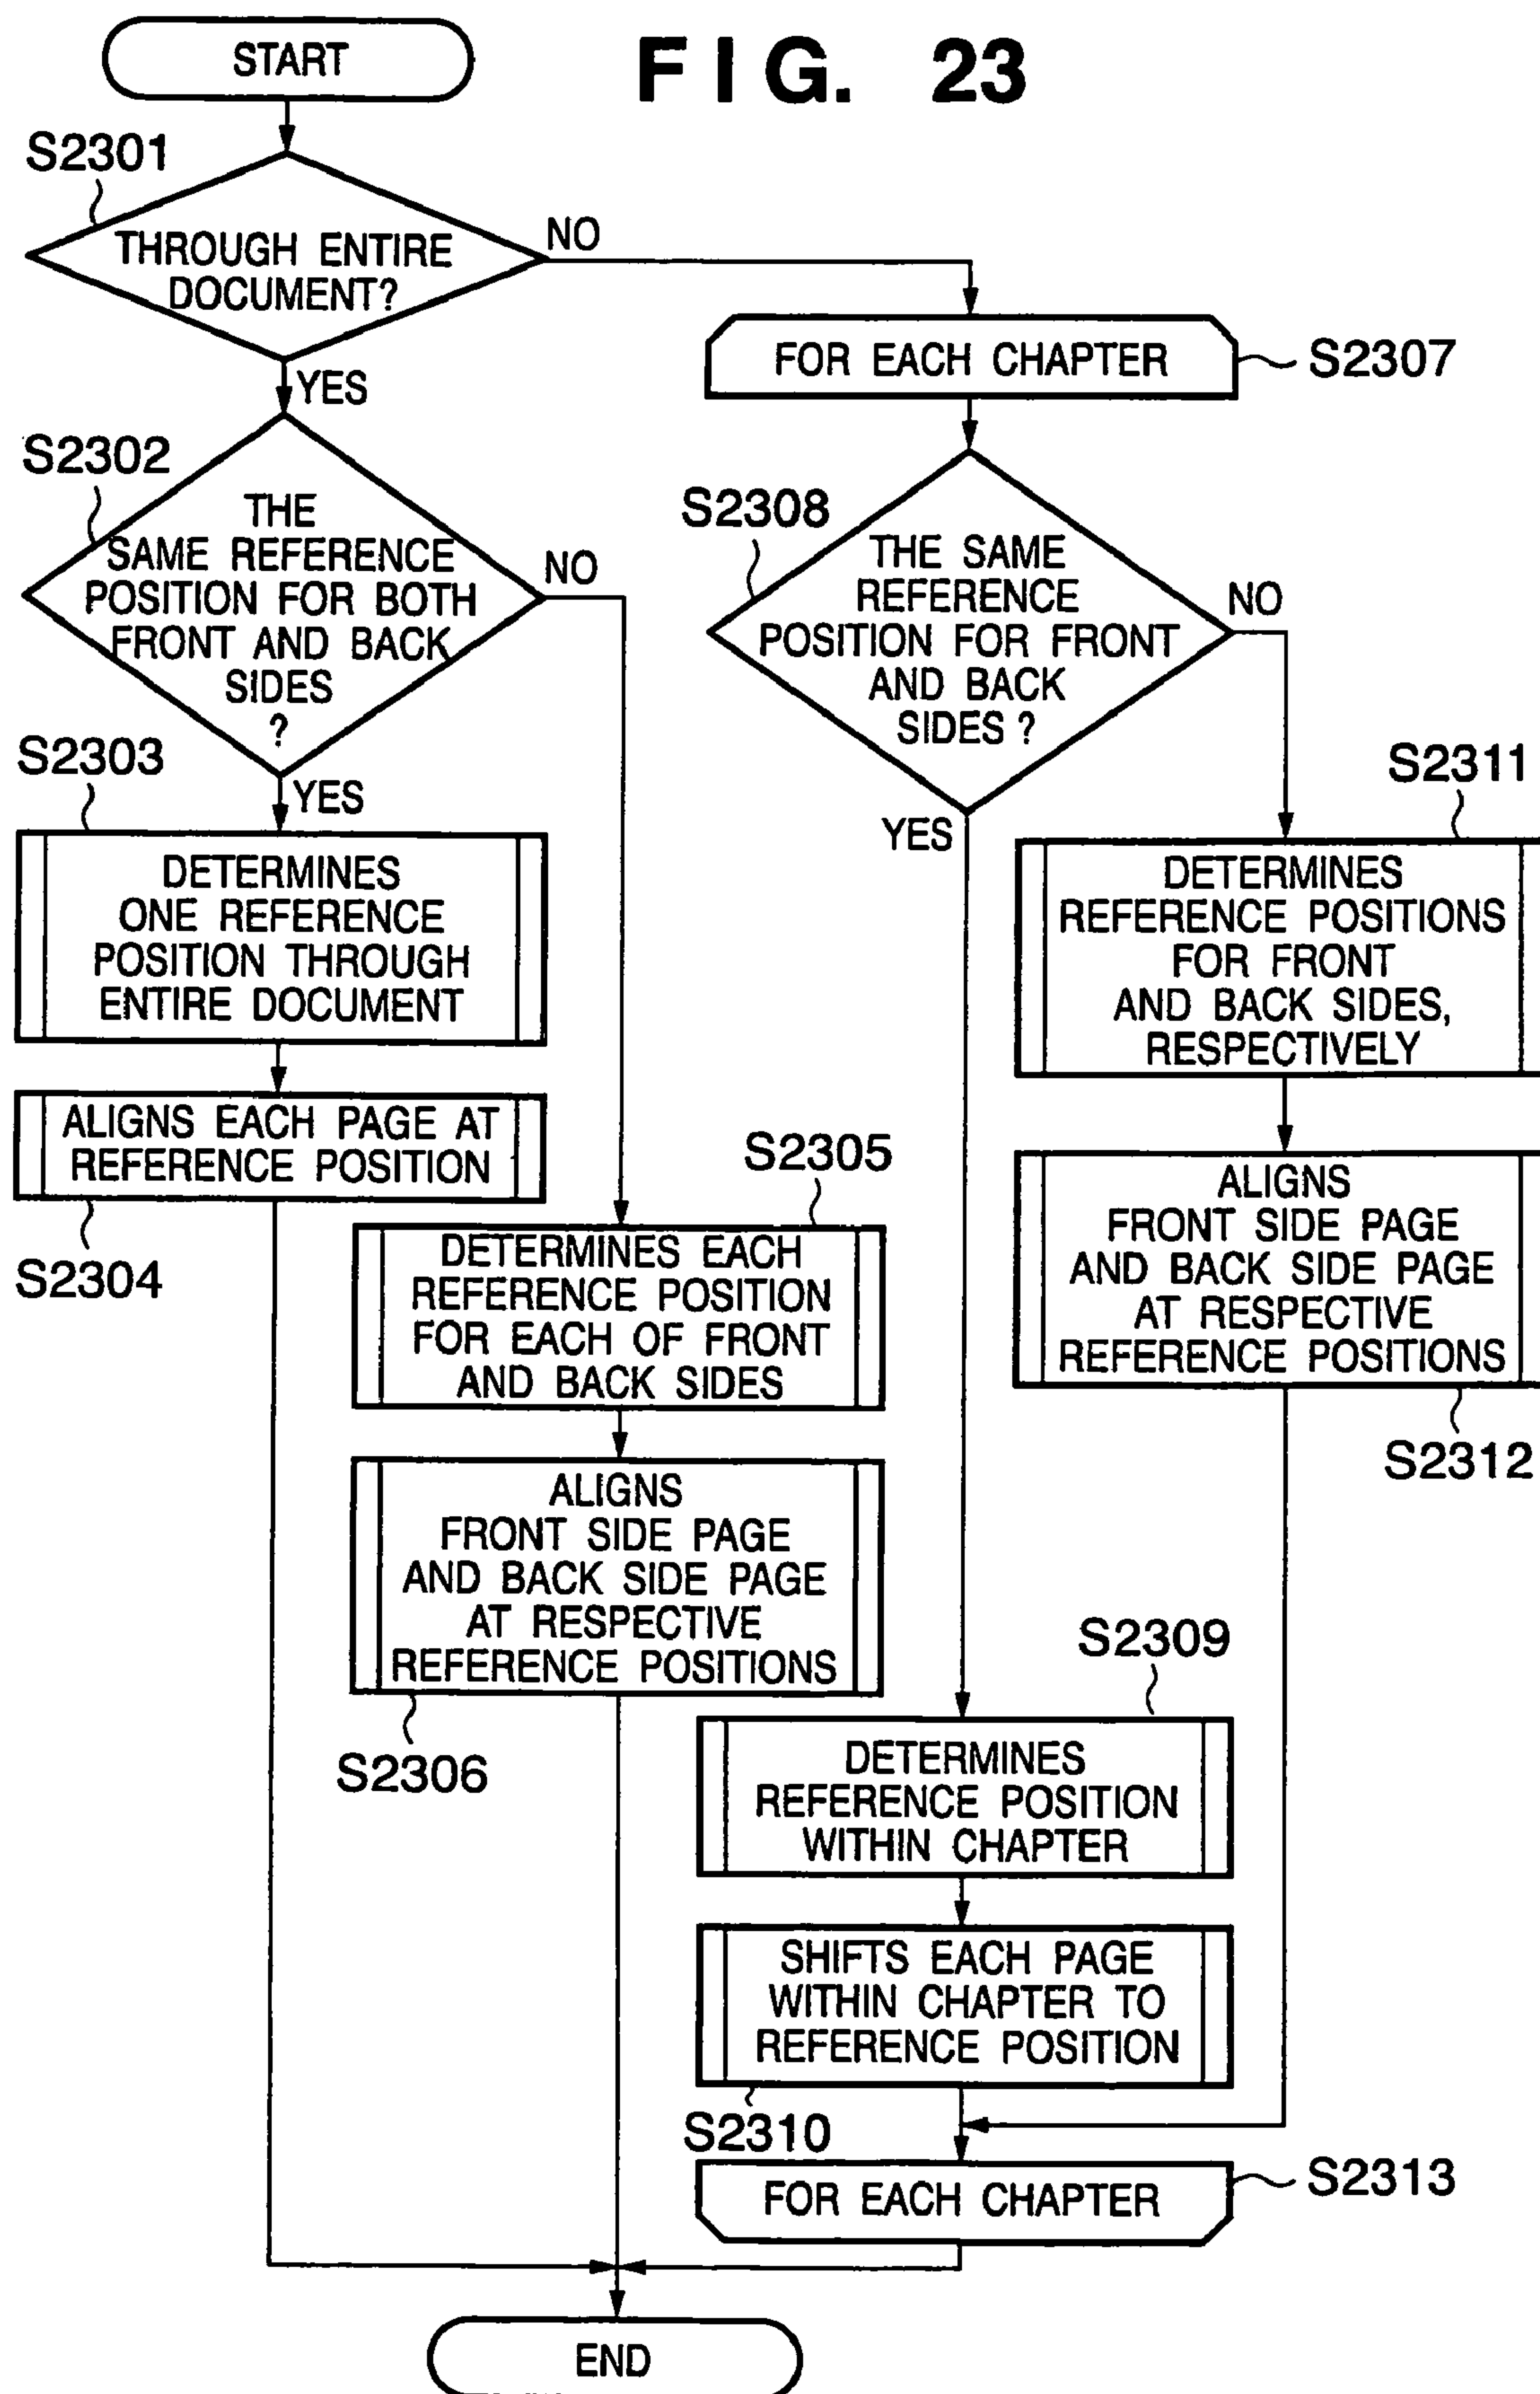 FIG. 23
START
S2301
THROUGH ENTIRE
DOCUMENT?
NO
YES
S2302
THE
SAME REFERENCE
POSITION FOR BOTH
FRONT AND BACK
SIDES
?
NO
YES
S2303
DETERMINES
ONE REFERENCE
POSITION THROUGH
ENTIRE DOCUMENT
ALIGNS EACH PAGE AT
REFERENCE POSITION
S2304
S2305
DETERMINES EACH
REFERENCE POSITION
FOR EACH OF FRONT
AND BACK SIDES
ALIGNS
FRONT SIDE PAGE
AND BACK SIDE PAGE
AT RESPECTIVE
REFERENCE POSITIONS
S2306
FOR EACH CHAPTER
S2307
S2308
THE SAME
REFERENCE
POSITION FOR FRONT
AND BACK
SIDES ?
NO
YES
S2311
DETERMINES
REFERENCE POSITIONS
FOR FRONT
AND BACK SIDES,
RESPECTIVELY
ALIGNS
FRONT SIDE PAGE
AND BACK SIDE PAGE
AT RESPECTIVE
REFERENCE POSITIONS
S2312
S2309
DETERMINES
REFERENCE POSITION
WITHIN CHAPTER
SHIFTS EACH PAGE
WITHIN CHAPTER TO
REFERENCE POSITION
S2310
FOR EACH CHAPTER
S2313
END